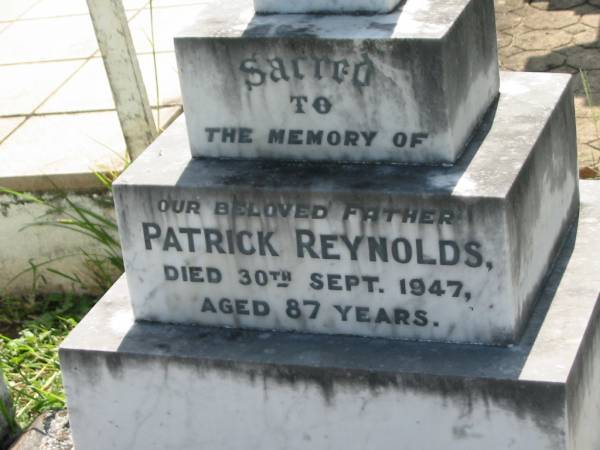 Sacred
TO
THE MEMORY OF
OUR BELOVED FATHER
PATRICK REYNOLDS,
DIED 30TH SEPT. 1947,
AGED 87 YEARS.